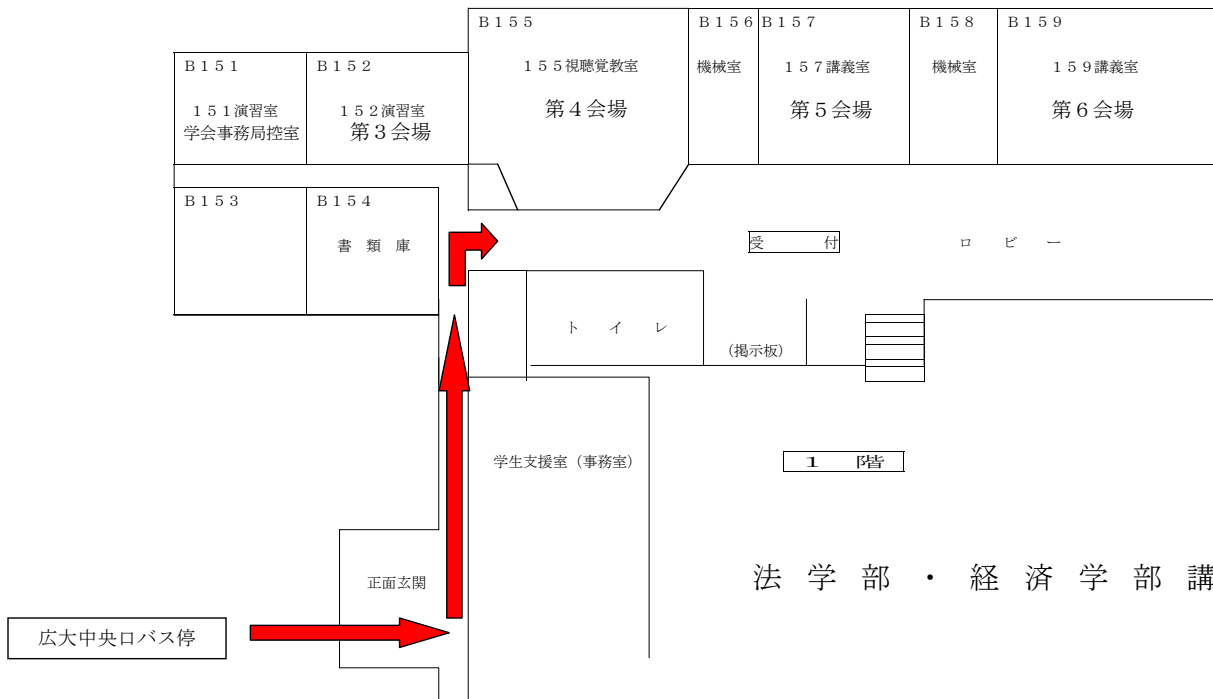 B155
B156
B157
B158
B159
155視聴覚教室
機械室
157講義室
機械室
159講義室
第4会場
第5会場
第6会場
B151
B152
151演習室
152演習室
学会事務局控室
第3会場
B153
B154
書類庫
受付
ロビー
トイレ
(掲示板)
学生支援室(事務室)
1階
正面玄関
法学部・経済学部講
広大中央口バス停